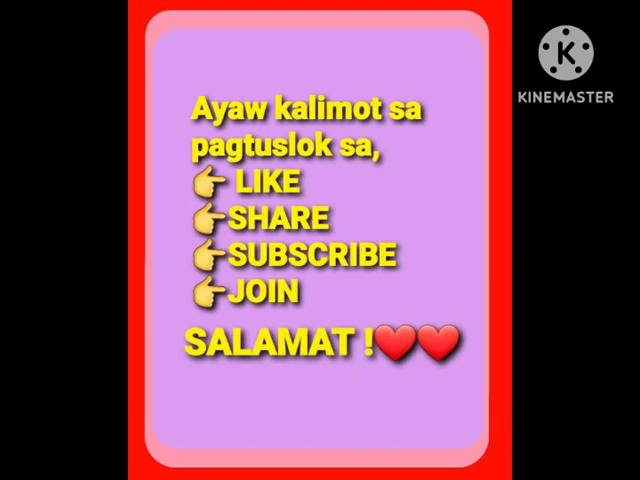 Ayaw kalimot sa
pagtuslok sa,
👉 LIKE
👉SHARE
👉SUBSCRIBE
👉JOIN
SALAMAT !❤️❤️
K
KINEMASTER